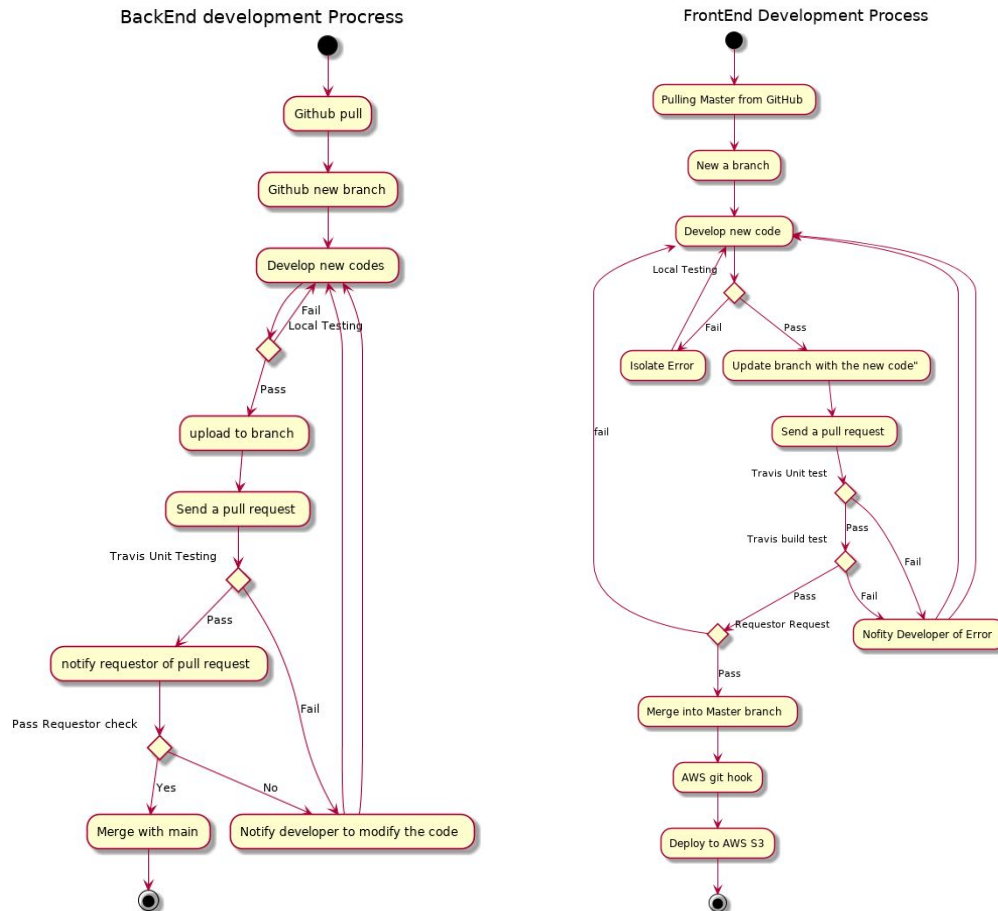 BackEnd development Procress
Github pull
Github new branch
Develop new codes
Fail
Local Testing
Pass
upload to branch
Send a pull request
Travis Unit Testing
Pass
notify requestor of pull request
Fail
Pass Requestor check
Yes
No
Merge with main
Notify developer to modify the code
FrontEnd Development Process
Pulling Master from GitHub
New a branch
Develop new code
Local Testing
Fail
Pass
Isolate Error
Update branch with the new code"
fail
Send a pull request
Travis Unit test
Pass
Travis build test
Fail
Pass
Fail
Requestor Request
Nofity Developer of Error
Pass
Merge into Master branch
AWS git hook
Deploy to AWS S3